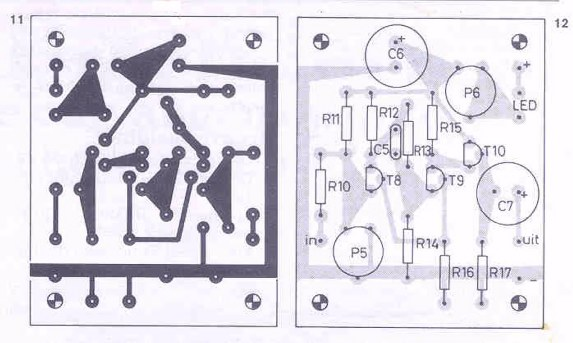 11
12
C6
+
P6
+
LED
R11
R12
C5
R13
R15
T10
R10
T8
T9
C7
+
in
P5
R14
uit
R16
R17
-